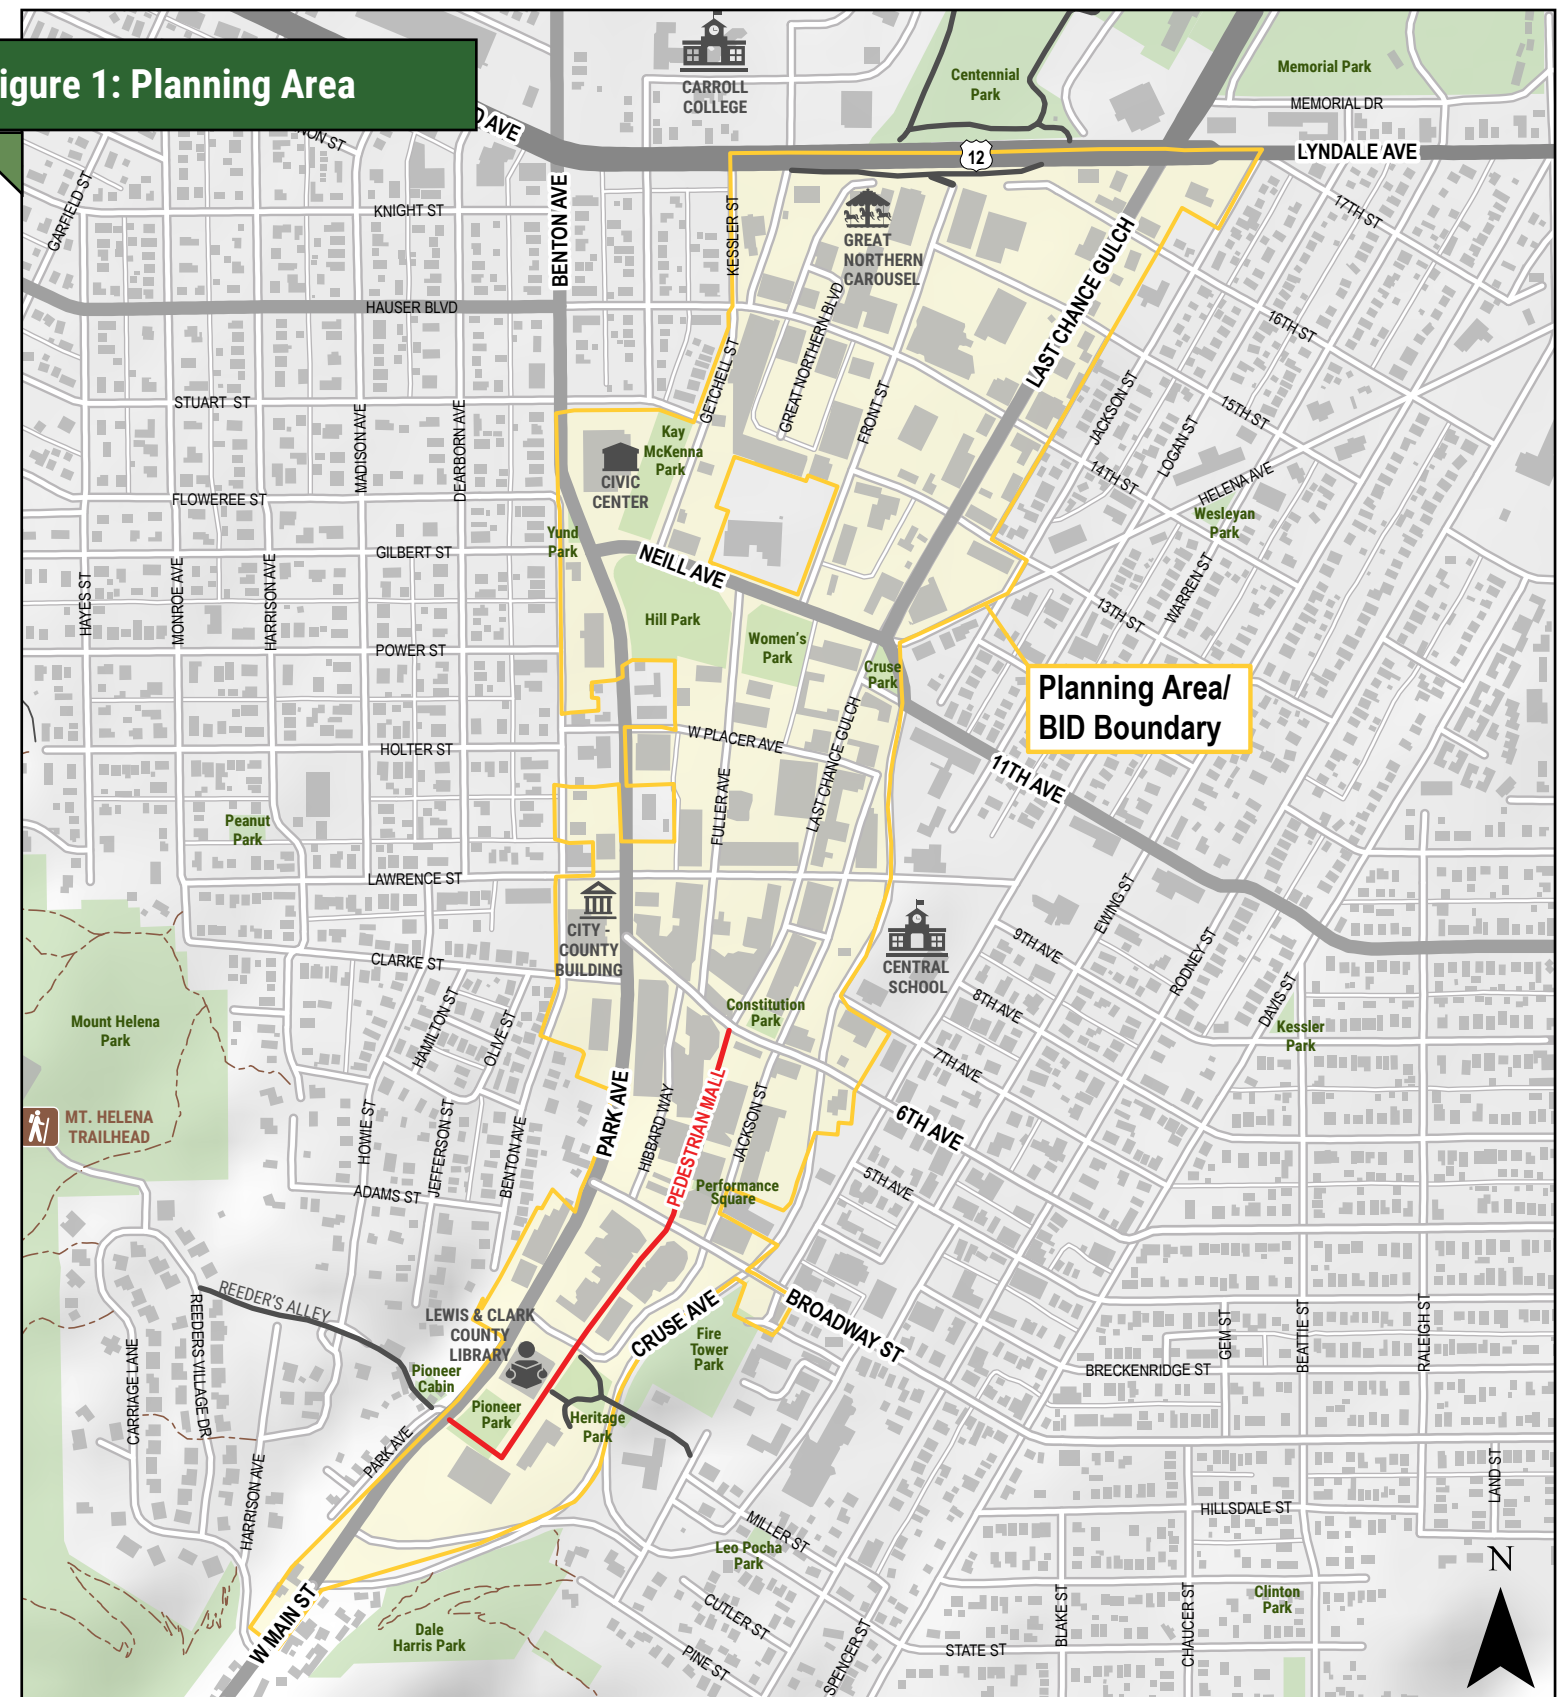 igure 1: Planning Area
CARROLL
COLLEGE
Centennial
Park
Memorial Park
MEMORIAL DR
NON ST
O AVE
12
LYNDALE AVE
GARFIELD ST
KNIGHT ST
BENTON AVE
KESSLER ST
GREAT
NORTHERN
CAROUSEL
17TH ST
HAUSER BLVD
LAST CHANCE GULCH
16TH ST
GETCHELL ST
GREAT NORTHERN BLVD
FRONT ST
STUART ST
MADISON AVE
DEARBORN AVE
JACKSON ST
15TH ST
LOGAN ST
Kay
McKenna
Park
CIVIC
CENTER
14TH ST
HELENA AVE
FLOWEREE ST
Wesleyan
Park
Yund
Park
GILBERT ST
NEILL AVE
HAYES ST
MONROE AVE
HARRISON AVE
13TH ST
WARREN ST
Hill Park
Women's
Park
POWER ST
Cruse
Park
Planning Area/
BID Boundary
HOLTER ST
W PLACER AVE
LAST CHANCE GULCH
FULLER AVE
11TH AVE
Peanut
Park
LAWRENCE ST
CITY -
COUNTY
BUILDING
CENTRAL
SCHOOL
EWING ST
9TH AVE
RODNEY ST
CLARKE ST
8TH AVE
DAVIS ST
Constitution
Park
Kessler
Park
Mount Helena
Park
HAMILTON ST
OLIVE ST
7TH AVE
PARK AVE
HIBBARD WAY
PEDESTRIAN MALL
JACKSON ST
6TH AVE
MT. HELENA
TRAILHEAD
HOWIE ST
JEFFERSON ST
BENTON AVE
5TH AVE
ADAMS ST
Performance
Square
REEDER'S ALLEY
REEDERS VILLAGE DR
CARRIAGE LANE
LEWIS & CLARK
COUNTY
LIBRARY
CRUSE AVE
BROADWAY ST
Fire
Tower
Park
GEM ST
BEATTIE ST
RALEIGH ST
BRECKENRIDGE ST
Pioneer
Cabin
Pioneer
Park
Heritage
Park
PARK AVE
HARRISON AVE
LAND ST
HILLSDALE ST
MILLER ST
Leo Pocha
Park
N
CUTLER ST
BLAKE ST
CHAUCER ST
Clinton
Park
W MAIN ST
Dale
Harris Park
PINE ST
SPENCER ST
STATE ST